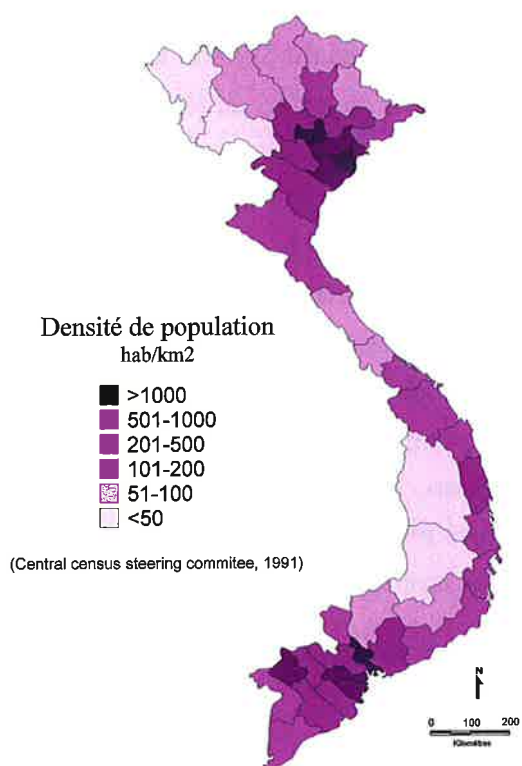 Densité de population
hab/km2
>1000
501-1000
201-500
101-200
51-100
<50
(Central census steering commitee, 1991)
N
0 100 200
Kilomètres